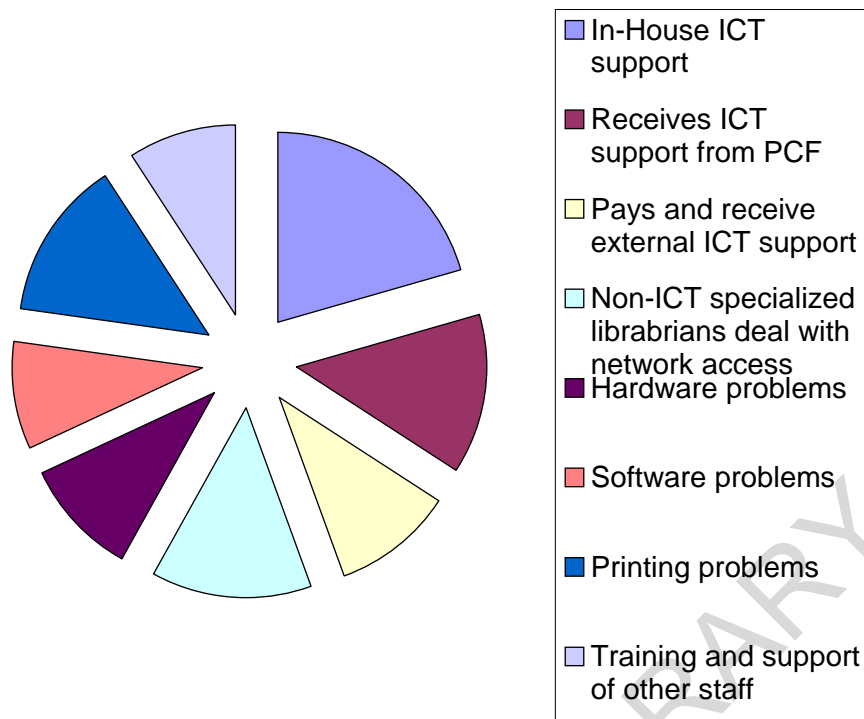 In-House ICT
support
Receives ICT
support from PCF
Pays and receive
external ICT support
Non-ICT specialized
librabrians deal with
network access
Hardware problems
Software problems
Printing problems
Training and support
of other staff
RARY